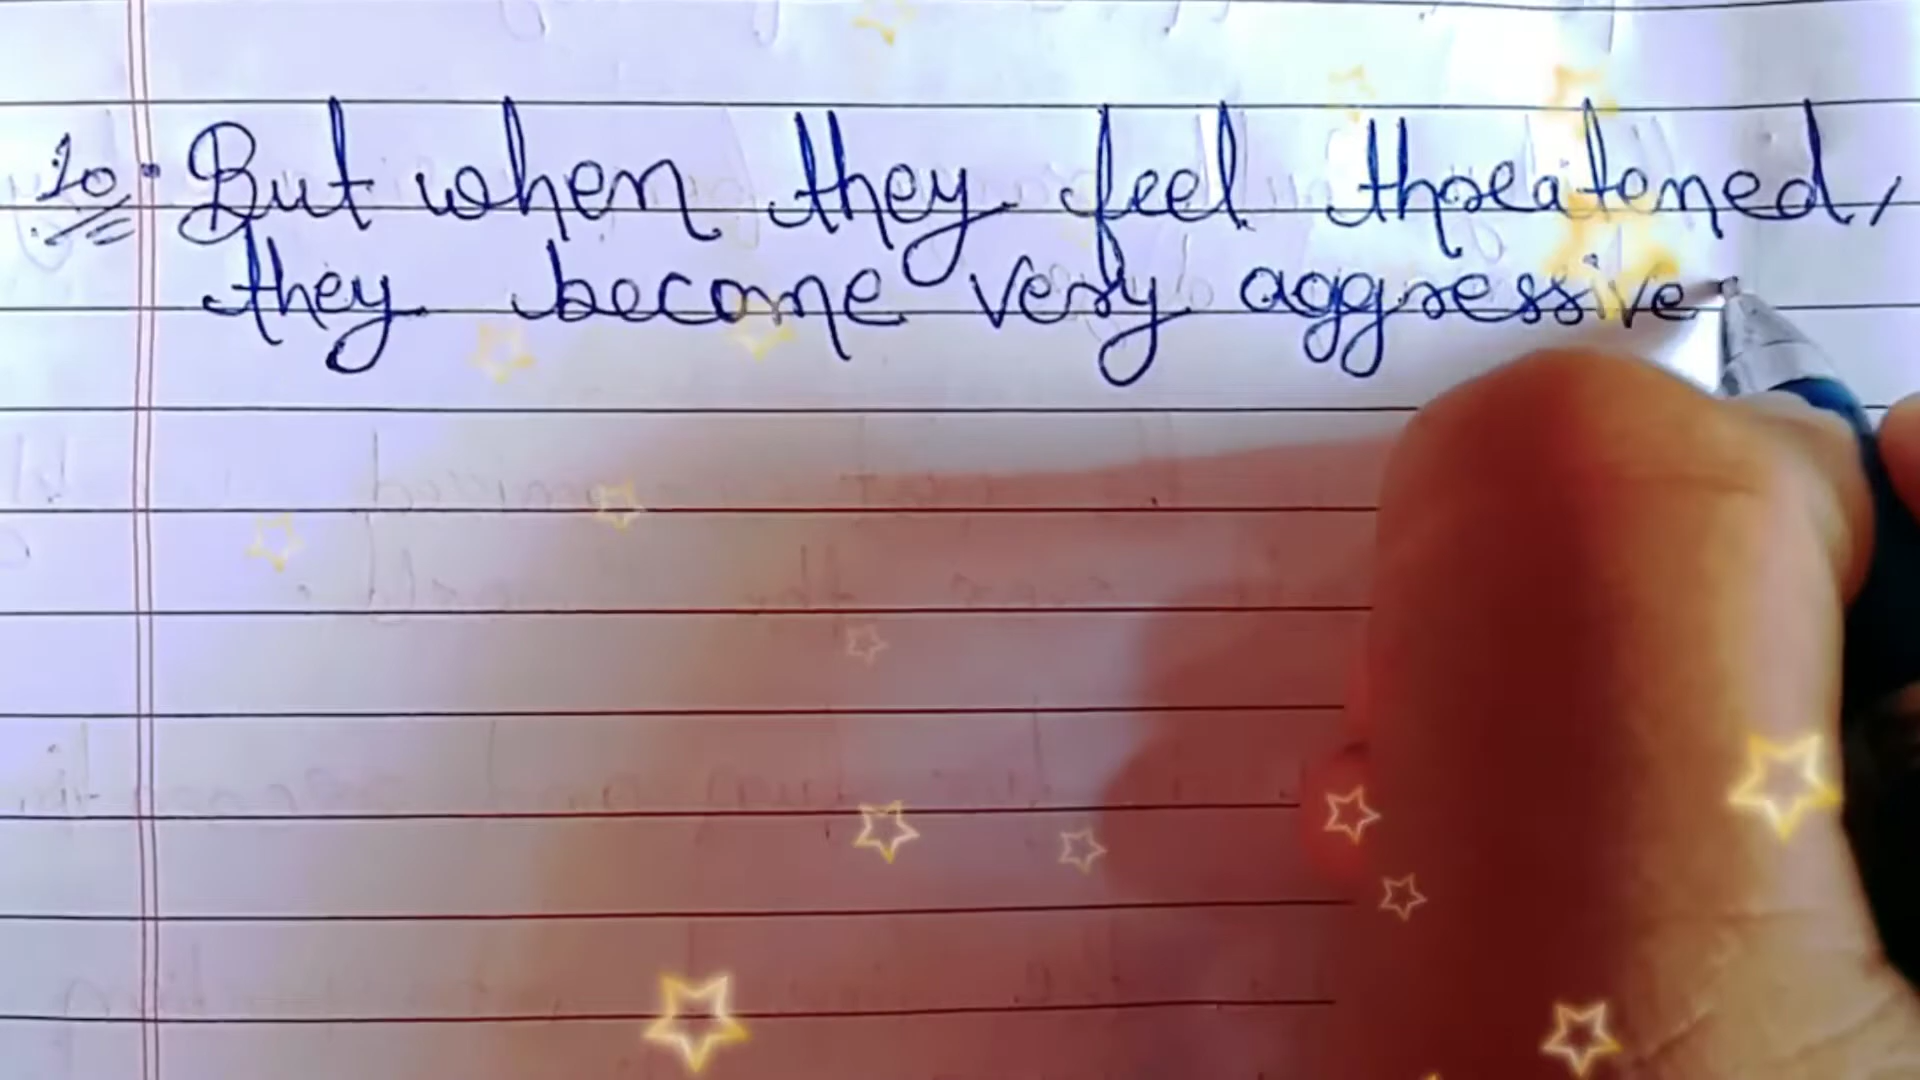 10. But when they feel threatened,
they become very aggressive.